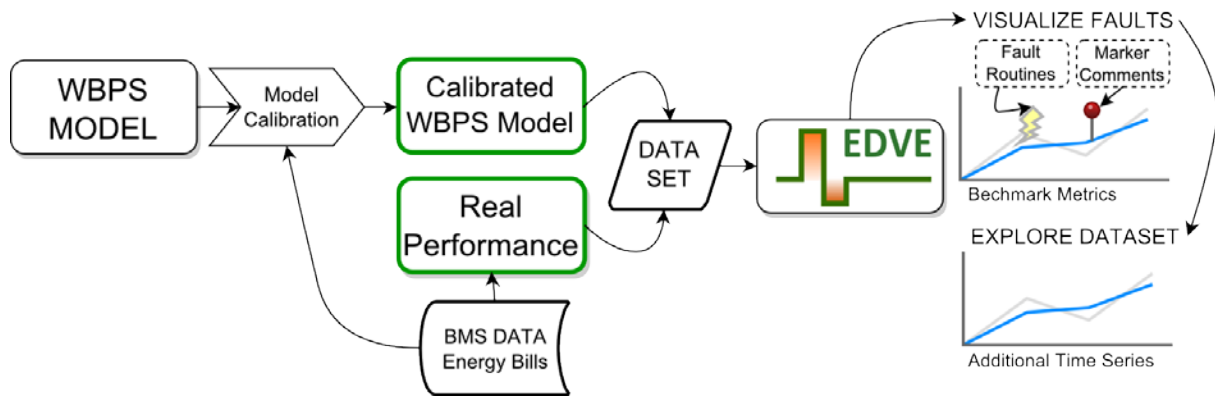 WBPS
MODEL
Model
Calibration
Calibrated
WBPS Model
Real
Performance
BMS DATA
Energy Bills
DATA
SET
EDVE
VISUALIZE FAULTS
Fault
Routines
Marker
Comments
Bechmark Metrics
EXPLORE DATASET
Additional Time Series